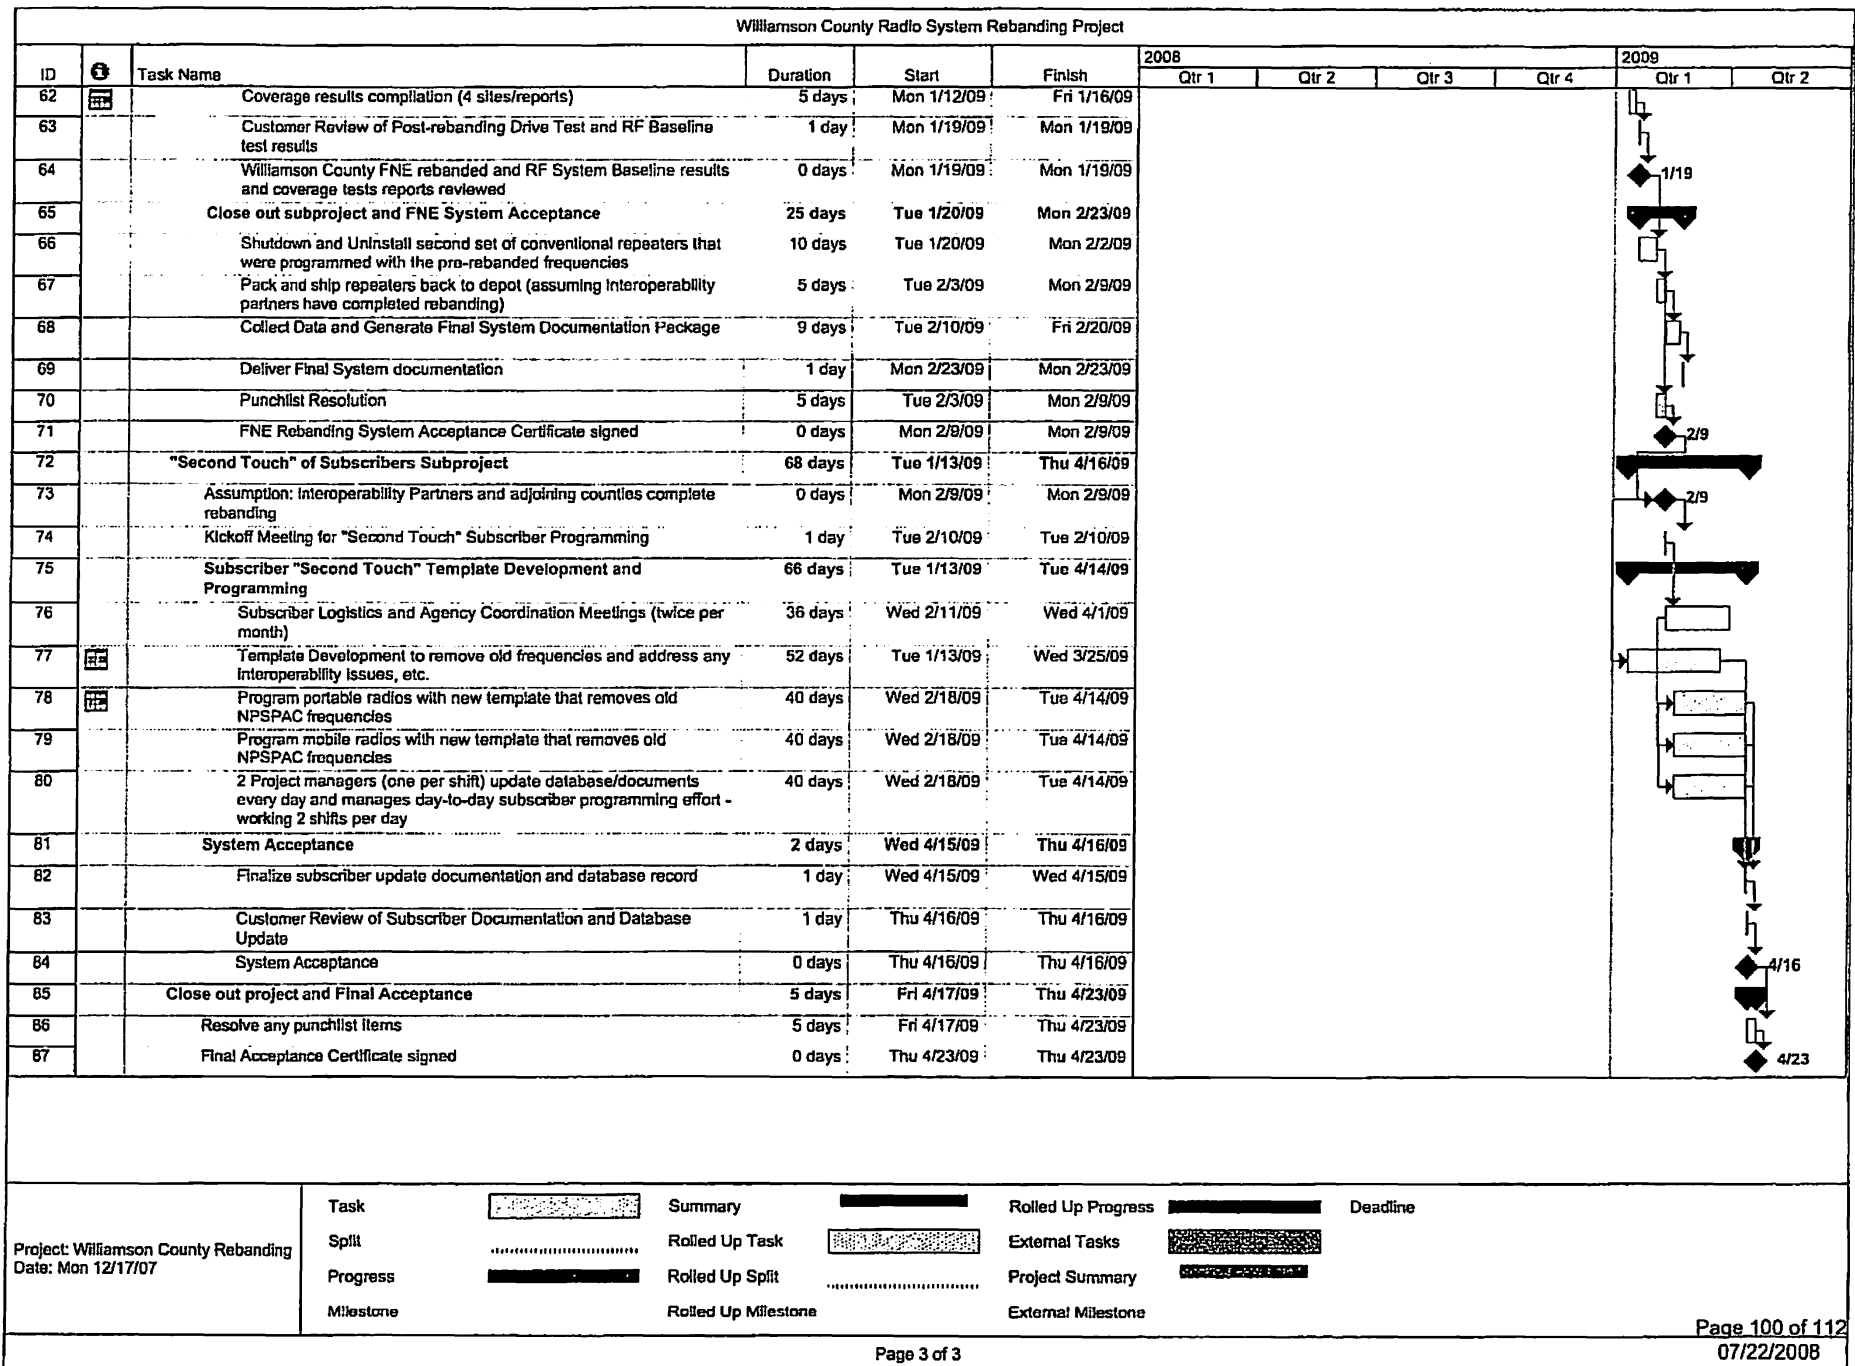 Williamson County Radio System Rebanding Project
2008 2009
ID Task Name Duration Start Finish Qtr 1 Qtr 2 Qtr 3 Qtr 4 Qtr 1 Qtr 2
62 Coverage results compilation (4 sites/reports) 5 days Mon 1/12/09 Fri 1/16/09
63 Customer Review of Post-rebanding Drive Test and RF Baseline 1 day Mon 1/19/09 Mon 1/19/09
test results
64 Williamson County FNE rebanded and RF System Baseline results 0 days Mon 1/19/09 Mon 1/19/09 1/19
and coverage tests reports reviewed
65 Close out subproject and FNE System Acceptance 25 days Tue 1/20/09 Mon 2/23/09
66 Shutdown and Uninstall second set of conventional repeaters that 10 days Tue 1/20/09 Mon 2/2/09
were programmed with the pre-rebanded frequencies
67 Pack and ship repeaters back to depot (assuming interoperability 5 days Tue 2/3/09 Mon 2/9/09
partners have completed rebanding)
68 Collect Data and Generate Final System Documentation Package 9 days Tue 2/10/09 Fri 2/20/09
69 Deliver Final System documentation 1 day Mon 2/23/09 Mon 2/23/09
70 Punchlist Resolution 5 days Tue 2/3/09 Mon 2/9/09
71 FNE Rebanding System Acceptance Certificate signed 0 days Mon 2/9/09 Mon 2/9/09 2/9
72 "Second Touch" of Subscribers Subproject 68 days Tue 1/13/09 Thu 4/16/09
73 Assumption: Interoperability Partners and adjoining counties complete 0 days Mon 2/9/09 Mon 2/9/09 2/9
rebanding
74 Kickoff Meeting for "Second Touch" Subscriber Programming 1 day Tue 2/10/09 Tue 2/10/09
75 Subscriber "Second Touch" Template Development and 66 days Tue 1/13/09 Tue 4/14/09
Programming
76 Subscriber Logistics and Agency Coordination Meetings (twice per 36 days Wed 2/11/09 Wed 4/1/09
month)
77 Template Development to remove old frequencies and address any 52 days Tue 1/13/09 Wed 3/25/09
interoperability issues, etc.
78 Program portable radios with new template that removes old 40 days Wed 2/18/09 Tue 4/14/09
NPSPAC frequencies
79 Program mobile radios with new template that removes old 40 days Wed 2/18/09 Tue 4/14/09
NPSPAC frequencies
80 2 Project managers (one per shift) update database/documents 40 days Wed 2/18/09 Tue 4/14/09
every day and manages day-to-day subscriber programming effort -
working 2 shifts per day
81 System Acceptance 2 days Wed 4/15/09 Thu 4/16/09
82 Finalize subscriber update documentation and database record 1 day Wed 4/15/09 Wed 4/15/09
83 Customer Review of Subscriber Documentation and Database 1 day Thu 4/16/09 Thu 4/16/09
Update
84 System Acceptance 0 days Thu 4/16/09 Thu 4/16/09 4/16
85 Close out project and Final Acceptance 5 days Fri 4/17/09 Thu 4/23/09
86 Resolve any punchlist items 5 days Fri 4/17/09 Thu 4/23/09
87 Final Acceptance Certificate signed 0 days Thu 4/23/09 Thu 4/23/09 4/23
Task Summary Rolled Up Progress Deadline
Project: Williamson County Rebanding
Date: Mon 12/17/07
Split Rolled Up Task External Tasks
Progress Rolled Up Split Project Summary
Milestone Rolled Up Milestone External Milestone
Page 100 of 112
Page 3 of 3
07/22/2008